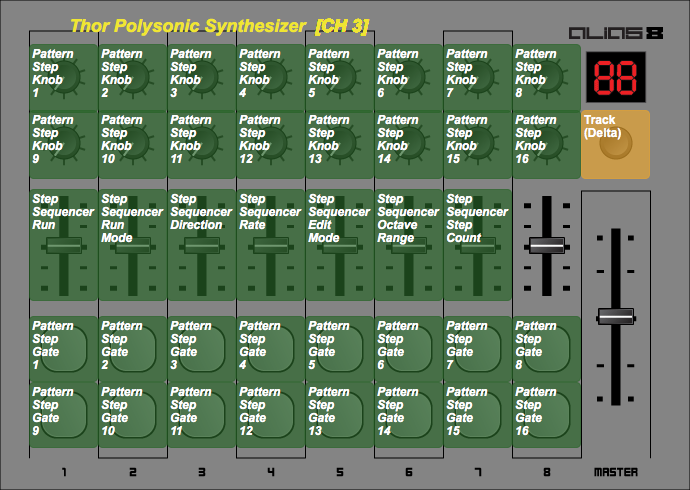 Thor Polysonic Synthesizer [CH 3]
ALIAS 8
Pattern Step Knob 1
Pattern Step Knob 2
Pattern Step Knob 3
Pattern Step Knob 4
Pattern Step Knob 5
Pattern Step Knob 6
Pattern Step Knob 7
Pattern Step Knob 8
88
Pattern Step Knob 9
Pattern Step Knob 10
Pattern Step Knob 11
Pattern Step Knob 12
Pattern Step Knob 13
Pattern Step Knob 14
Pattern Step Knob 15
Pattern Step Knob 16
Track (Delta)
Step Sequencer Run
Step Sequencer Run Mode
Step Sequencer Direction
Step Sequencer Rate
Step Sequencer Edit Mode
Step Sequencer Octave Range
Step Sequencer Step Count
Pattern Step Gate 1
Pattern Step Gate 2
Pattern Step Gate 3
Pattern Step Gate 4
Pattern Step Gate 5
Pattern Step Gate 6
Pattern Step Gate 7
Pattern Step Gate 8
Pattern Step Gate 9
Pattern Step Gate 10
Pattern Step Gate 11
Pattern Step Gate 12
Pattern Step Gate 13
Pattern Step Gate 14
Pattern Step Gate 15
Pattern Step Gate 16
1 2 3 4 5 6 7 8 MASTER